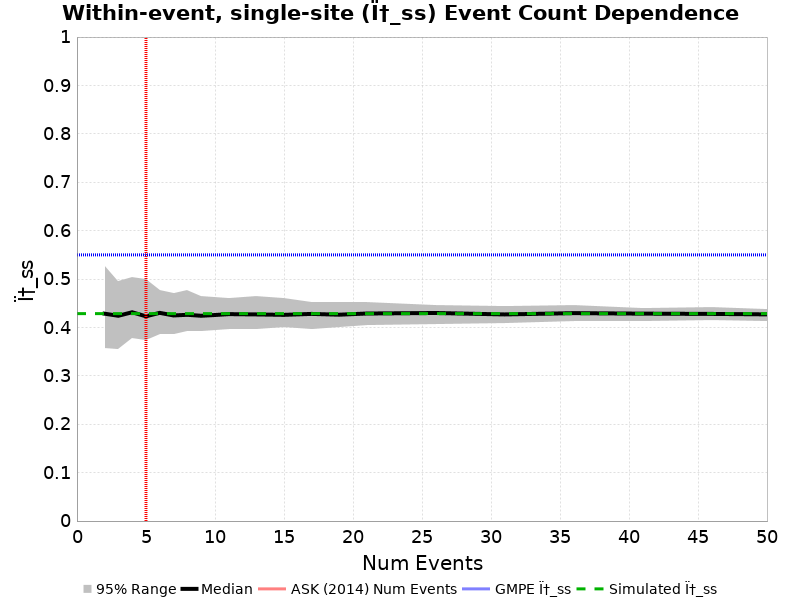 Within-event, single-site (Ï†_ss) Event Count Dependence
1
0.9
0.8
0.7
0.6
0.5
0.4
0.3
0.2
0.1
0
Ï†_ss
0 5 10 15 20 25 30 35 40 45 50
Num Events
95% Range Median ASK (2014) Num Events GMPE Ï†_ss Simulated Ï†_ss